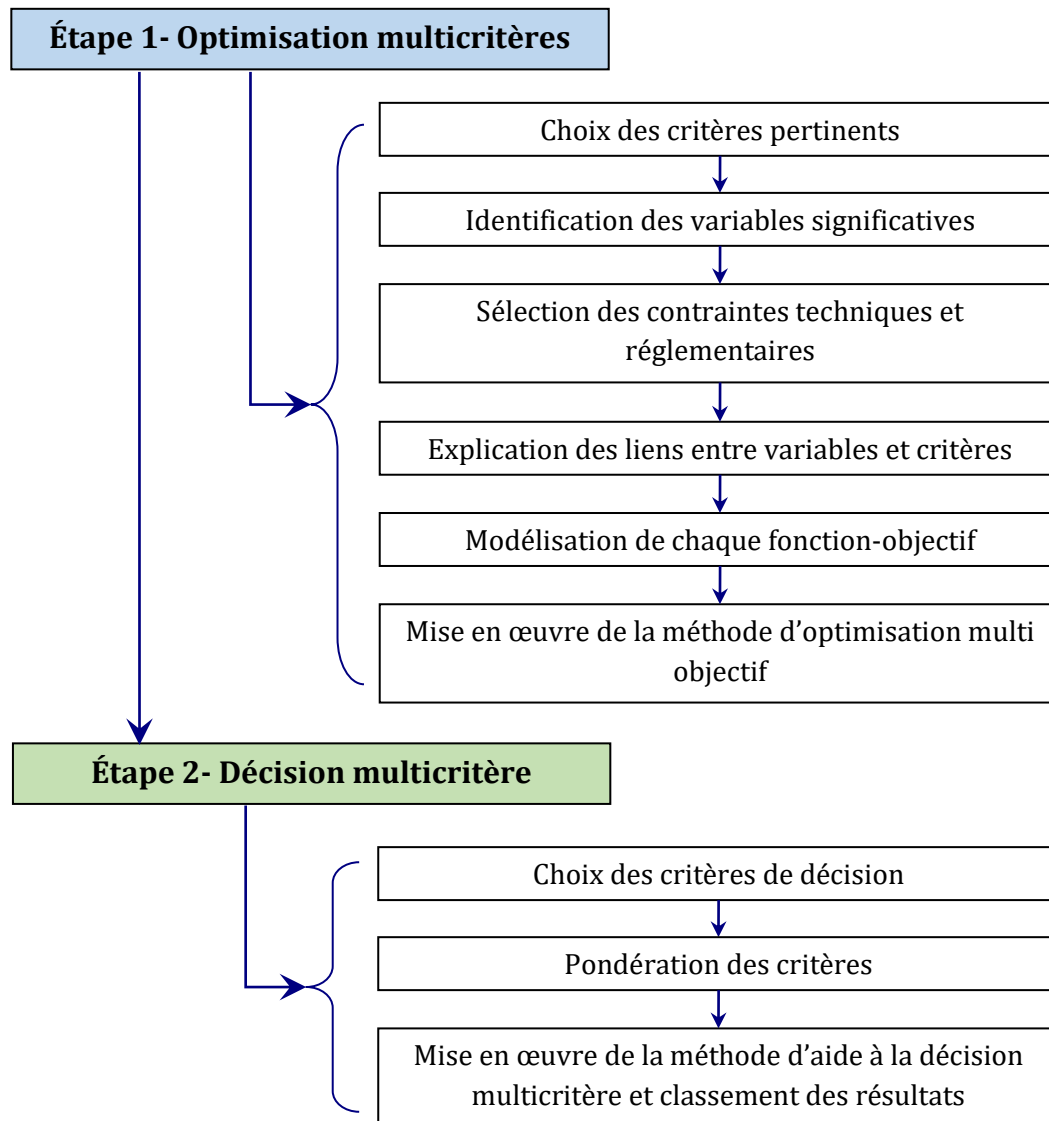 Étape 1- Optimisation multicritères
Choix des critères pertinents
Identification des variables significatives
Sélection des contraintes techniques et
réglementaires
Explication des liens entre variables et critères
Modélisation de chaque fonction-objectif
Mise en œuvre de la méthode d’optimisation multi
objectif
Étape 2- Décision multicritère
Choix des critères de décision
Pondération des critères
Mise en œuvre de la méthode d'aide à la décision
multicritère et classement des résultats